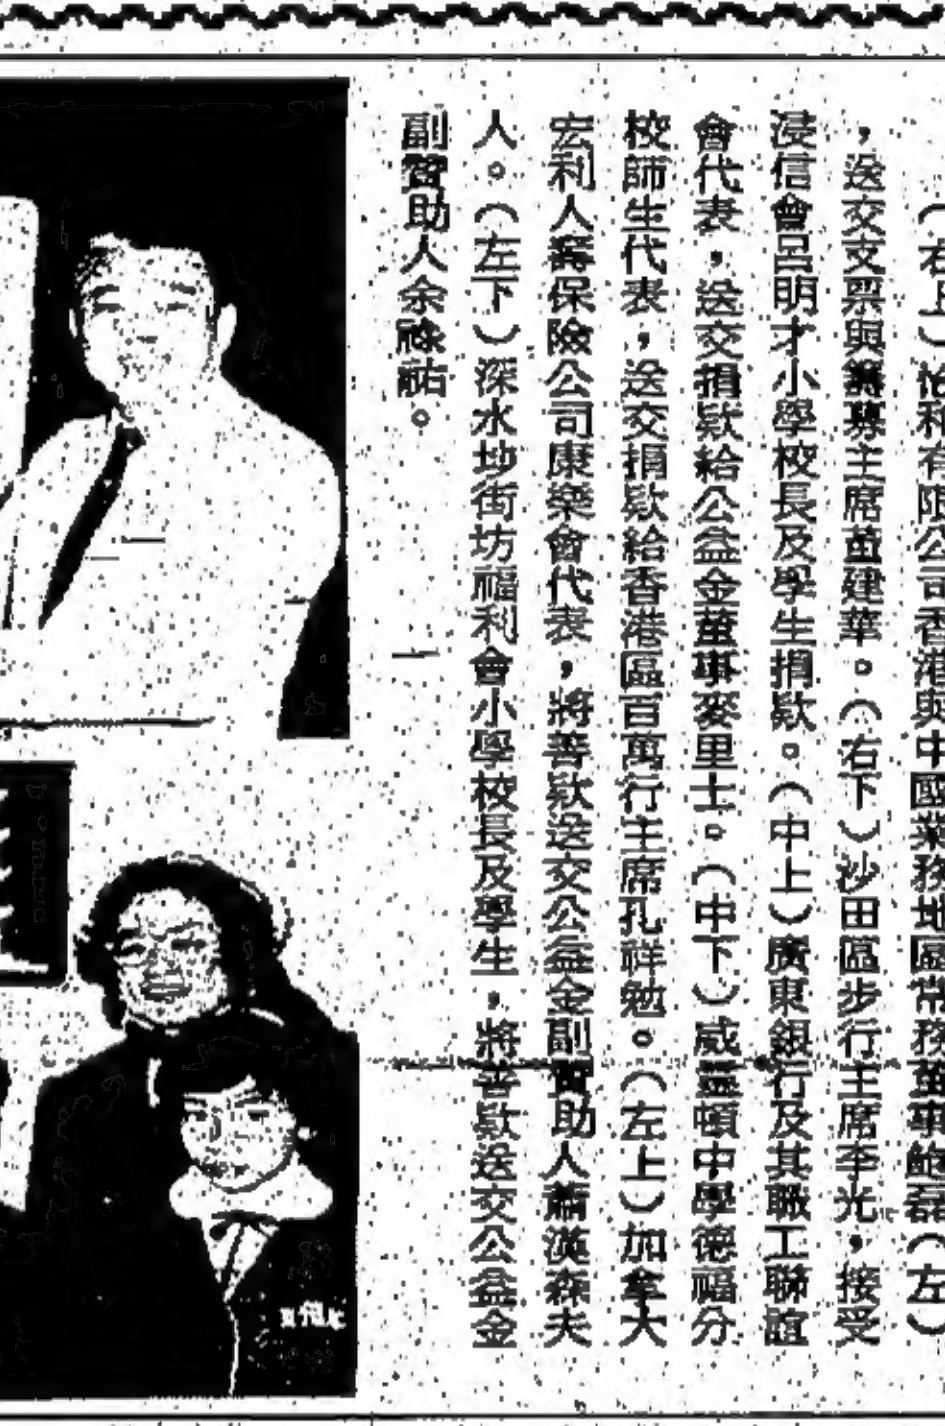 （右上）怡和有限公司香港與中國業務地區常務董事鮑磊（左）
，送交支票與籌募主席董建華。（右下）沙田區步行主席李光，接受
浸信會呂明才小學校長及學生捐欵。（中上）廣東銀行及其職工聯誼
會代表，送交捐欵給公益金董事麥里士。（中下）威靈頓中學德福分
校師生代表，送交捐欵給香港區百萬行主席孔祥勉。（左上）加拿大
宏利人壽保險公司康樂會代表，將善欵送交公益金副贊助人蕭漢森夫
人。（左下）深水埗街坊福利會小學校長及學生，將善欵送交公益金
副贊助人余祿祐。